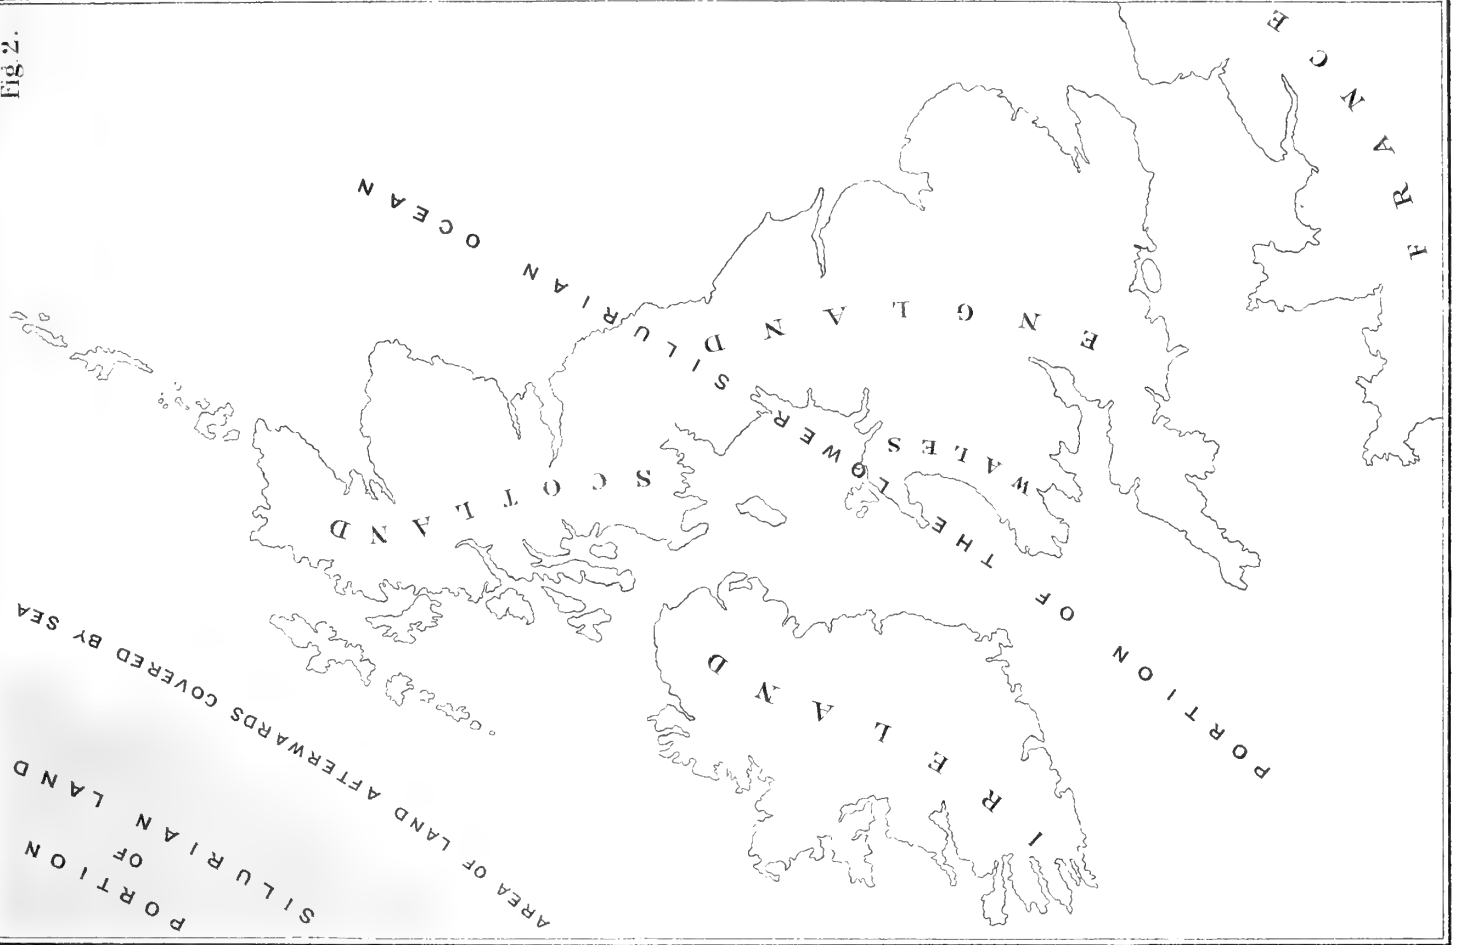 Fig. 2.
PORTION
OF
SILURIAN LAND
AREA OF LAND AFTERWARDS COVERED BY SEA
PORTION OF THE LOWER SILURIAN OCEAN
SCOTLAND
IRELAND
ENGLAND
WALES
FRANCE